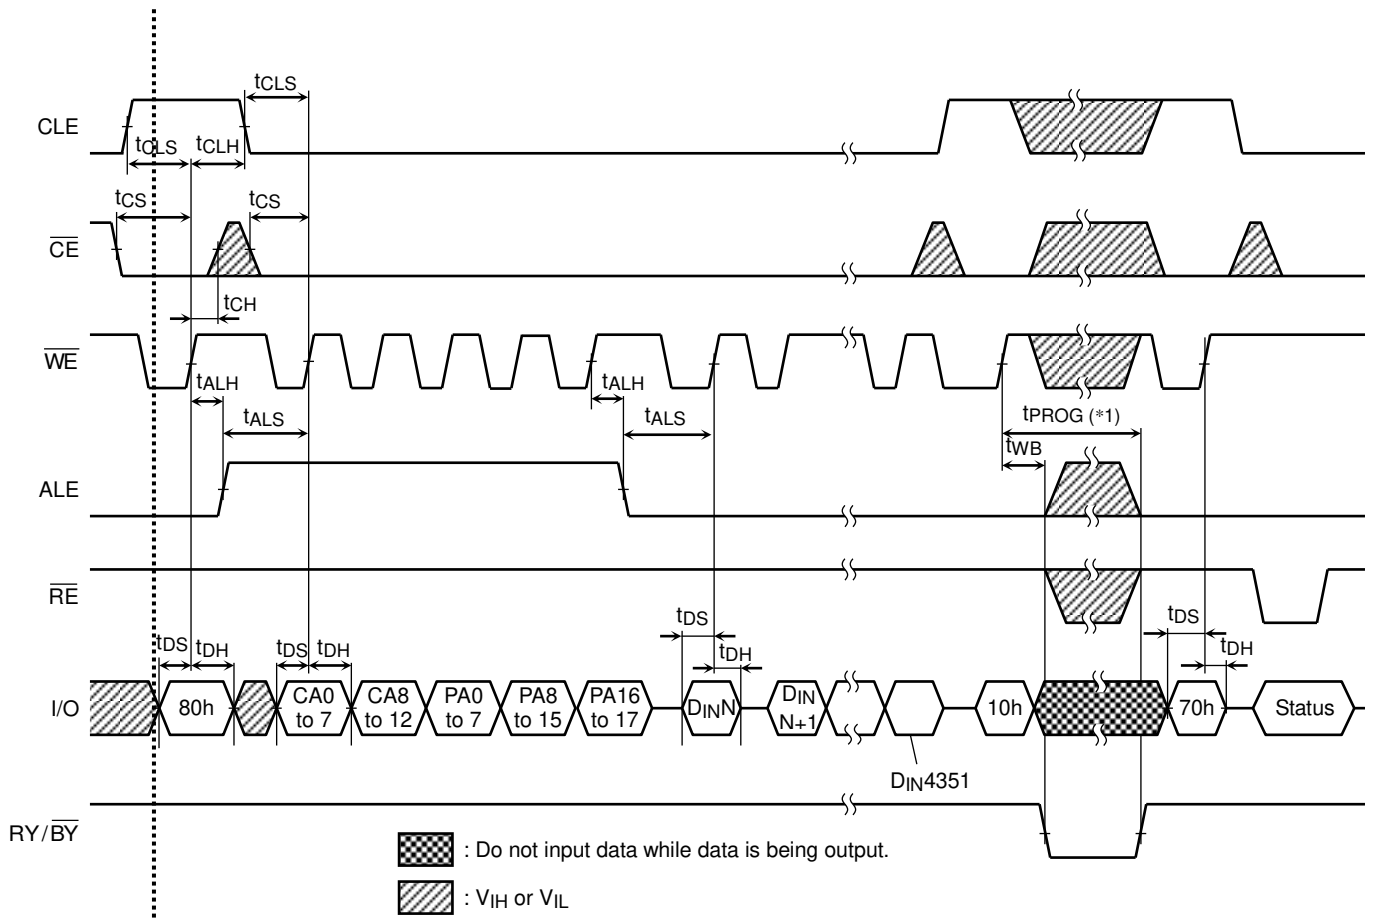 tCLS
CLE
tCLS
tCLH
tCS
tCS
CE
tCH
WE
tALH
tALH
tALS
tALS
tPROG (*1)
tWB
ALE
RE
tDS
tDH
tDS
tDH
tDS
tDH
tDS
tDH
I/O
80h
CA0
to 7
CA8
to 12
PA0
to 7
PA8
to 15
PA16
to 17
DINN
DIN
N+1
10h
70h
Status
DIN4351
RY/BY
: Do not input data while data is being output.
: VIH or VIL